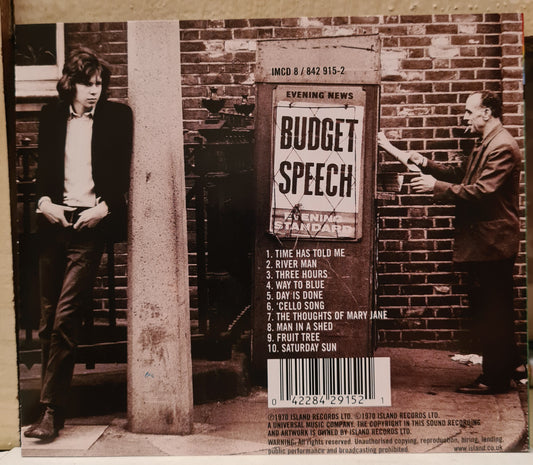 IMCD 8 / 842 915-2
EVENING NEWS
BUDGET
SPEECH
EVENING
STANDARD
1. TIME HAS TOLD ME
2. RIVER MAN
3. THREE HOURS
4. WAY TO BLUE
5. DAY IS DONE
6. 'CELLO SONG
7. THE THOUGHTS OF MARY JANE
8. MAN IN A SHED
9. FRUIT TREE
10. SATURDAY SUN
0 42284 29152 1
℗1970 ISLAND RECORDS LTD. ©1970 ISLAND RECORDS LTD.
A UNIVERSAL MUSIC COMPANY. THE COPYRIGHT IN THIS SOUND RECORDING
AND ARTWORK IS OWNED BY ISLAND RECORDS LTD.
WARNING: All rights reserved. Unauthorised copying, reproduction, hiring, lending,
public performance and broadcasting prohibited. www.island.co.uk